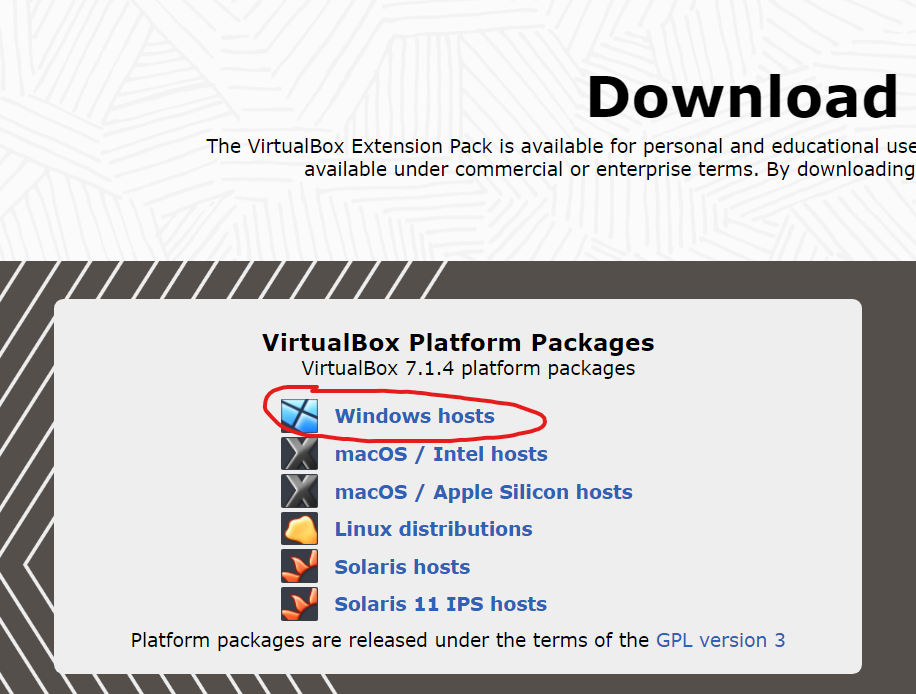 Download
The VirtualBox Extension Pack is available for personal and educational use
available under commercial or enterprise terms. By downloading
VirtualBox Platform Packages
VirtualBox 7.1.4 platform packages
Windows hosts
macOS / Intel hosts
macOS / Apple Silicon hosts
Linux distributions
Solaris hosts
Solaris 11 IPS hosts
Platform packages are released under the terms of the GPL version 3